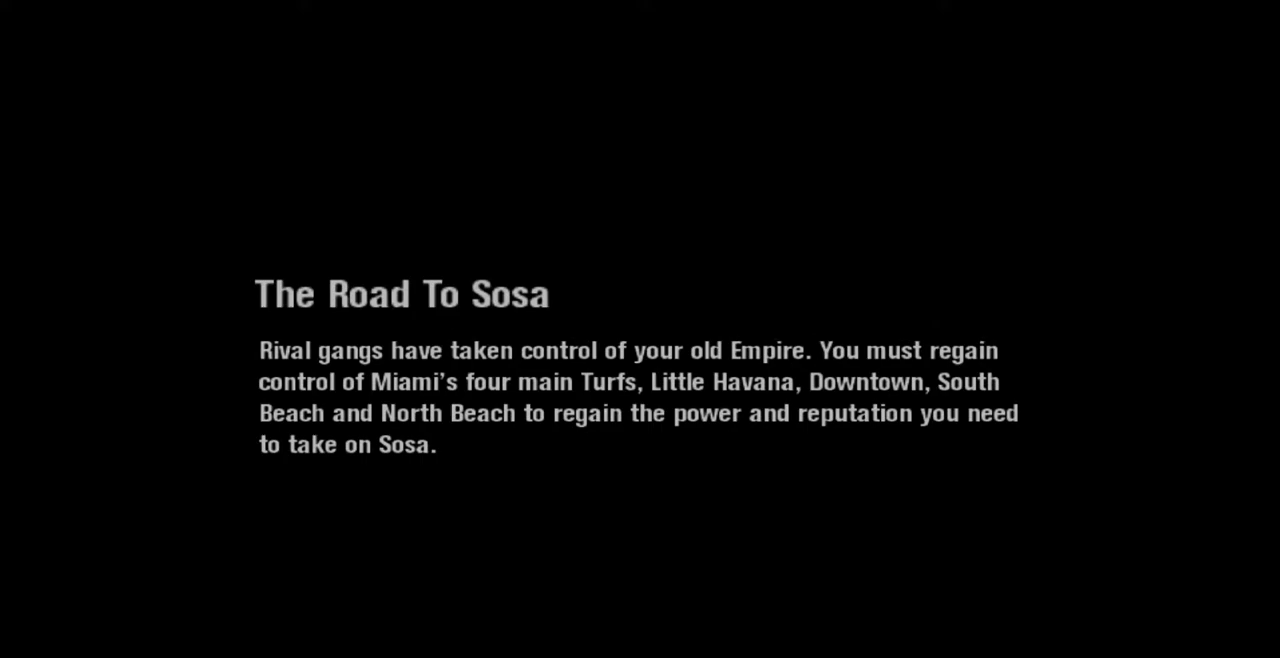 The Road To Sosa
Rival gangs have taken control of your old Empire. You must regain
control of Miami's four main Turfs, Little Havana, Downtown, South
Beach and North Beach to regain the power and reputation you need
to take on Sosa.